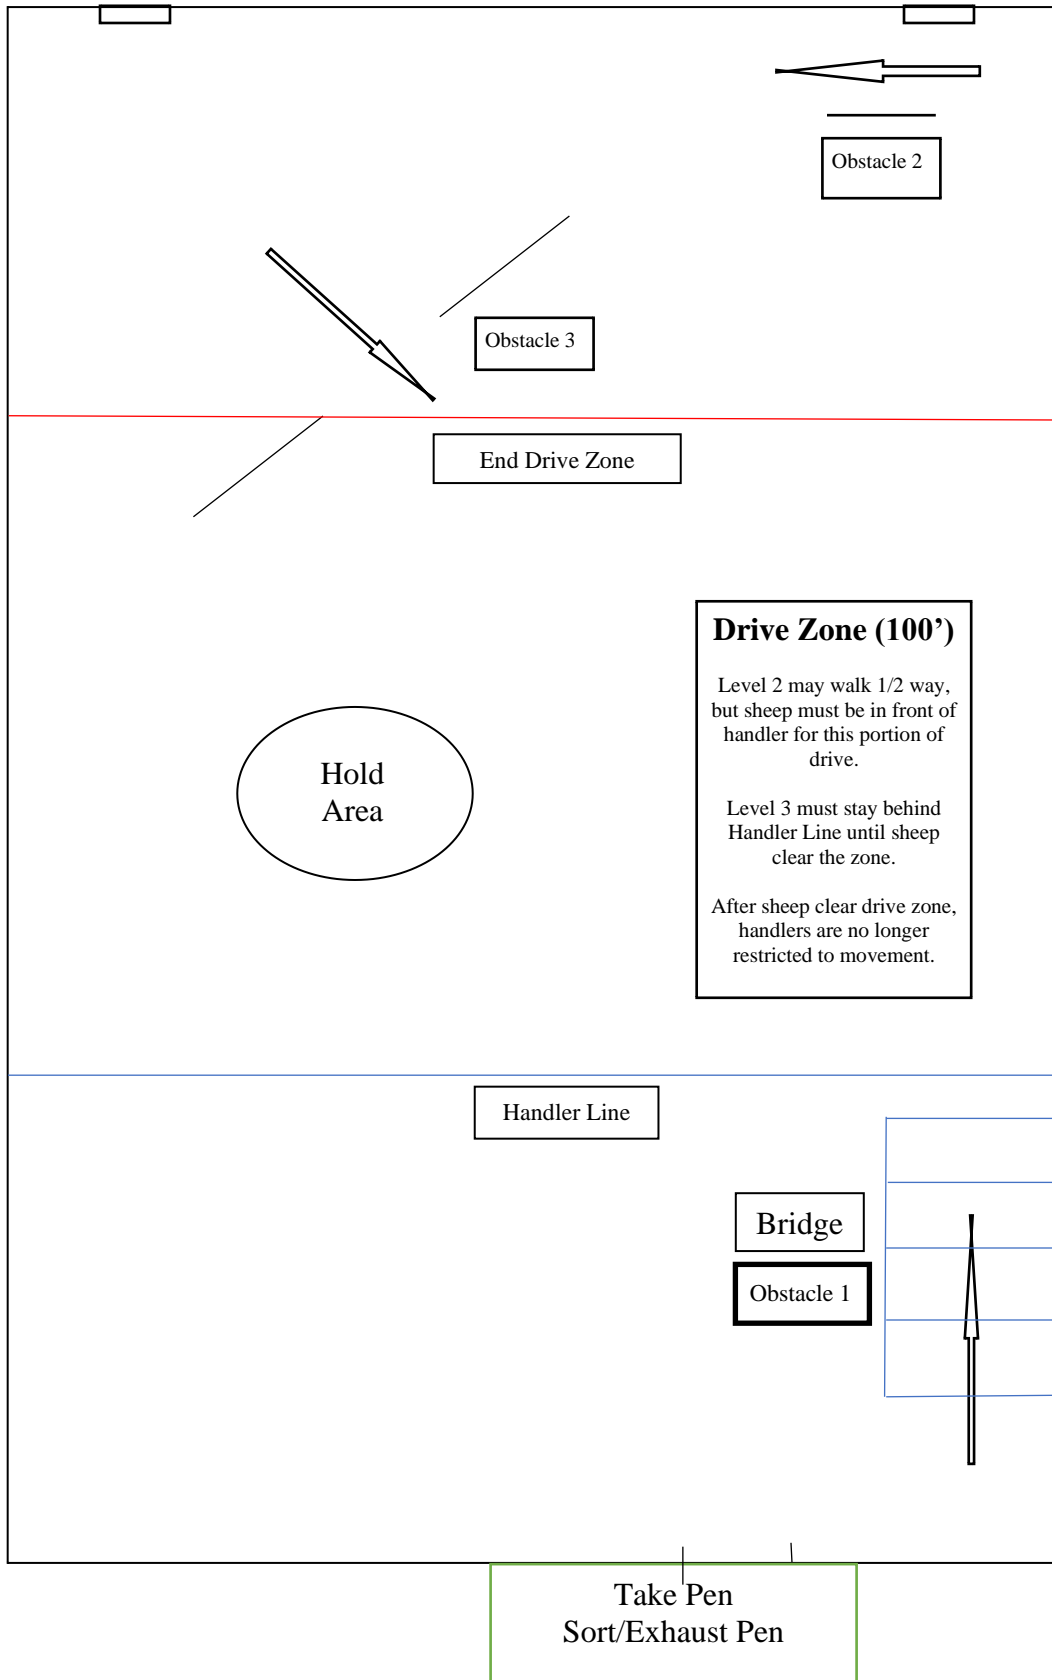 Obstacle 2
Obstacle 3
End Drive Zone
Drive Zone (100’)
Level 2 may walk 1/2 way,
but sheep must be in front of
handler for this portion of
drive.
Level 3 must stay behind
Handler Line until sheep
clear the zone.
After sheep clear drive zone,
handlers are no longer
restricted to movement.
Hold
Area
Handler Line
Bridge
Obstacle 1
Take Pen
Sort/Exhaust Pen